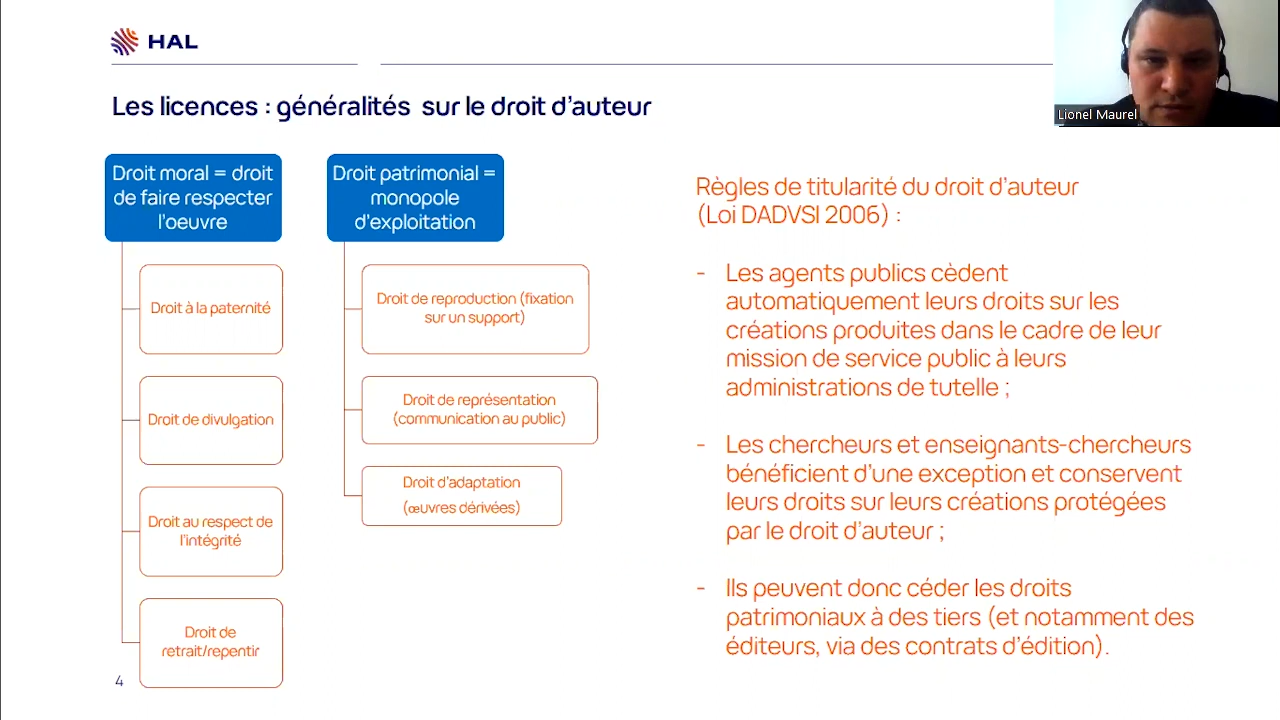 HAL
Lionel Maurel
Les licences : généralités sur le droit d’auteur
Droit moral = droit
de faire respecter
l’oeuvre
Droit à la paternité
Droit de divulgation
Droit au respect de
l’intégrité
Droit de
retrait/repentir
Droit patrimonial =
monopole
d’exploitation
Droit de reproduction (fixation
sur un support)
Droit de représentation
(communication au public)
Droit d’adaptation
(œuvres dérivées)
Règles de titularité du droit d’auteur
(Loi DADVSI 2006) :
- Les agents publics cèdent
automatiquement leurs droits sur les
créations produites dans le cadre de leur
mission de service public à leurs
administrations de tutelle ;
- Les chercheurs et enseignants-chercheurs
bénéficient d’une exception et conservent
leurs droits sur leurs créations protégées
par le droit d’auteur ;
- Ils peuvent donc céder les droits
patrimoniaux à des tiers (et notamment des
éditeurs, via des contrats d’édition).
4